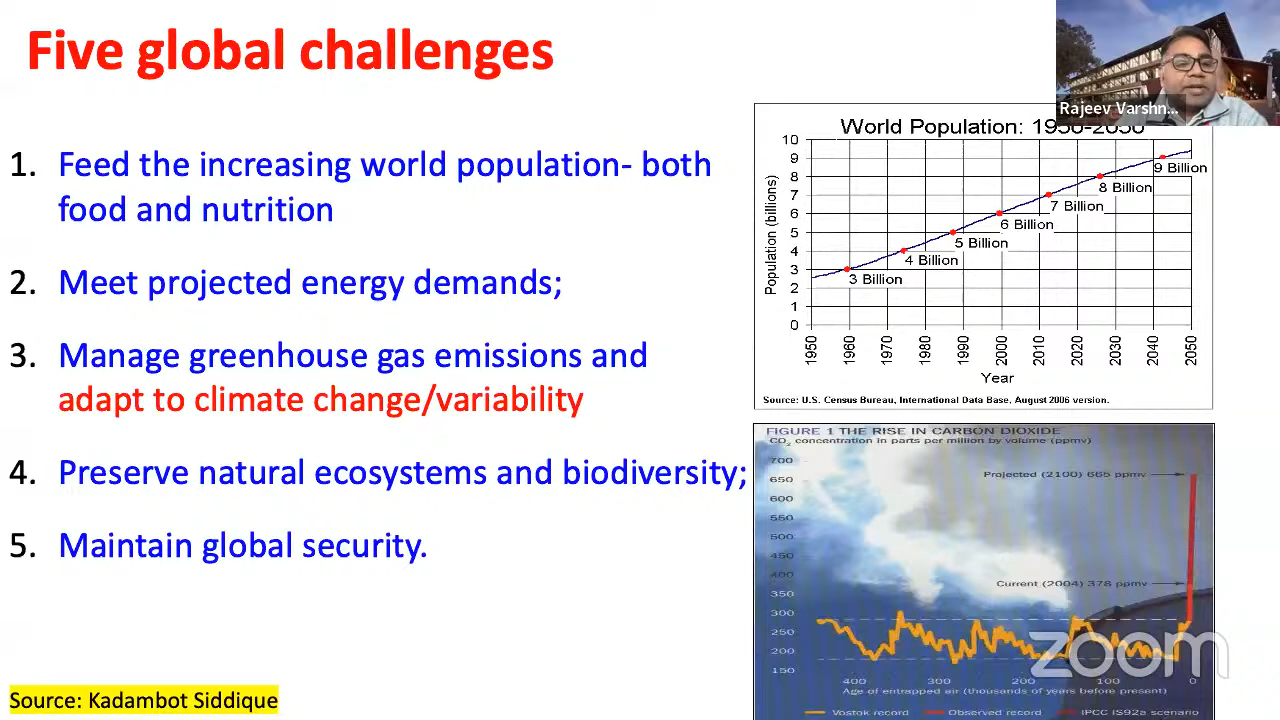 Five global challenges
1. Feed the increasing world population- both
food and nutrition
2. Meet projected energy demands;
3. Manage greenhouse gas emissions and
adapt to climate change/variability
4. Preserve natural ecosystems and biodiversity;
5. Maintain global security.
Source: Kadambot Siddique
Rajeev Varshn...
World Population: 1950-2050
Population (billions)
10
9
8
7
6
5
4
3
2
1
0
3 Billion
4 Billion
5 Billion
6 Billion
7 Billion
8 Billion
9 Billion
1950 1960 1970 1980 1990 2000 2010 2020 2030 2040 2050
Year
Source: U.S. Census Bureau, International Data Base, August 2006 version.
FIGURE 1 THE RISE IN CARBON DIOXIDE
CO2 concentration in parts per million by volume (ppmv)
700
650
600
550
500
450
400
350
300
250
200
150
Projected (2100) 665 ppmv
Current (2004) 378 ppmv
400 300 200 100 0
Age of entrapped air (thousands of years before present)
Vostok record Observed record IPCC IS92a scenario
zoom